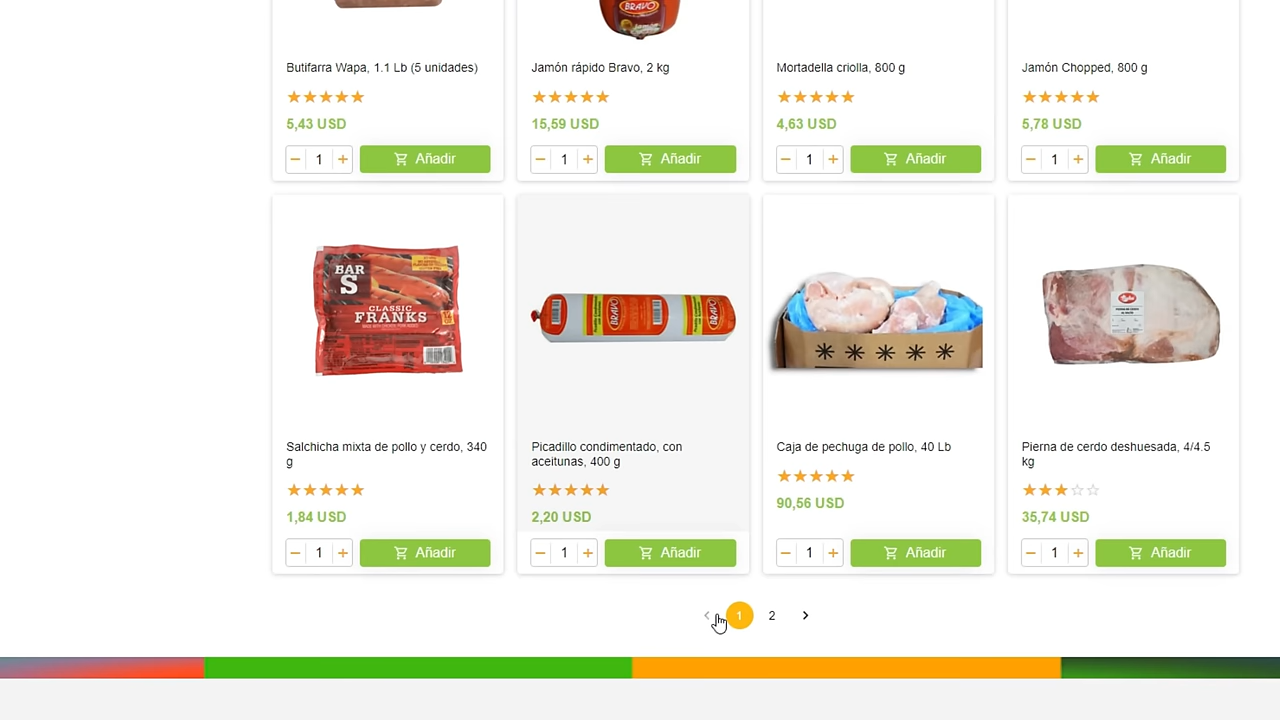 BRAVO
Butifarra Wapa, 1.1 Lb (5 unidades)
Jamón rápido Bravo, 2 kg
Mortadella criolla, 800 g
Jamón Chopped, 800 g
5,43 USD
15,59 USD
4,63 USD
5,78 USD
1 Añadir
1 Añadir
1 Añadir
1 Añadir
BAR
S
CLASSIC
FRANKS
BRAVO
BRAVO
Salchicha mixta de pollo y cerdo, 340
g
Picadillo condimentado, con
aceitunas, 400 g
Caja de pechuga de pollo, 40 Lb
Pierna de cerdo deshuesada, 4/4.5
kg
1,84 USD
2,20 USD
90,56 USD
35,74 USD
1 Añadir
1 Añadir
1 Añadir
1 Añadir
1 2